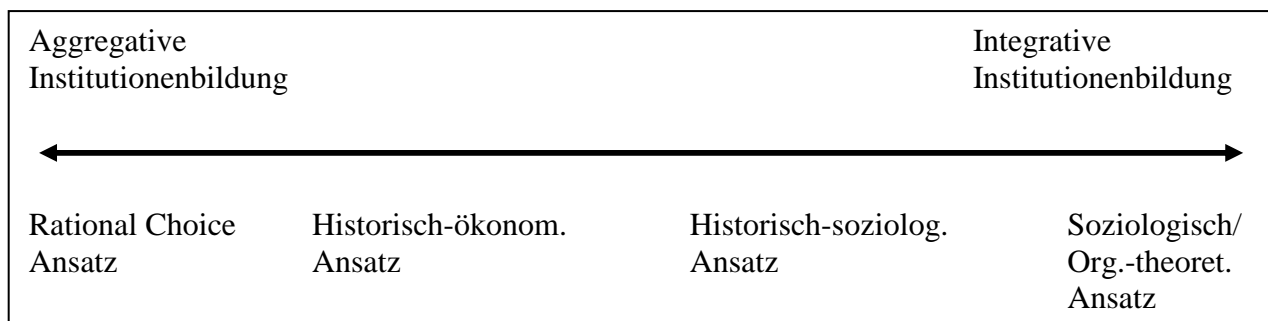 Aggregative
Institutionenbildung
Integrative
Institutionenbildung
Rational Choice
Ansatz
Historisch-ökonom.
Ansatz
Historisch-soziolog.
Ansatz
Soziologisch/
Org.-theoret.
Ansatz